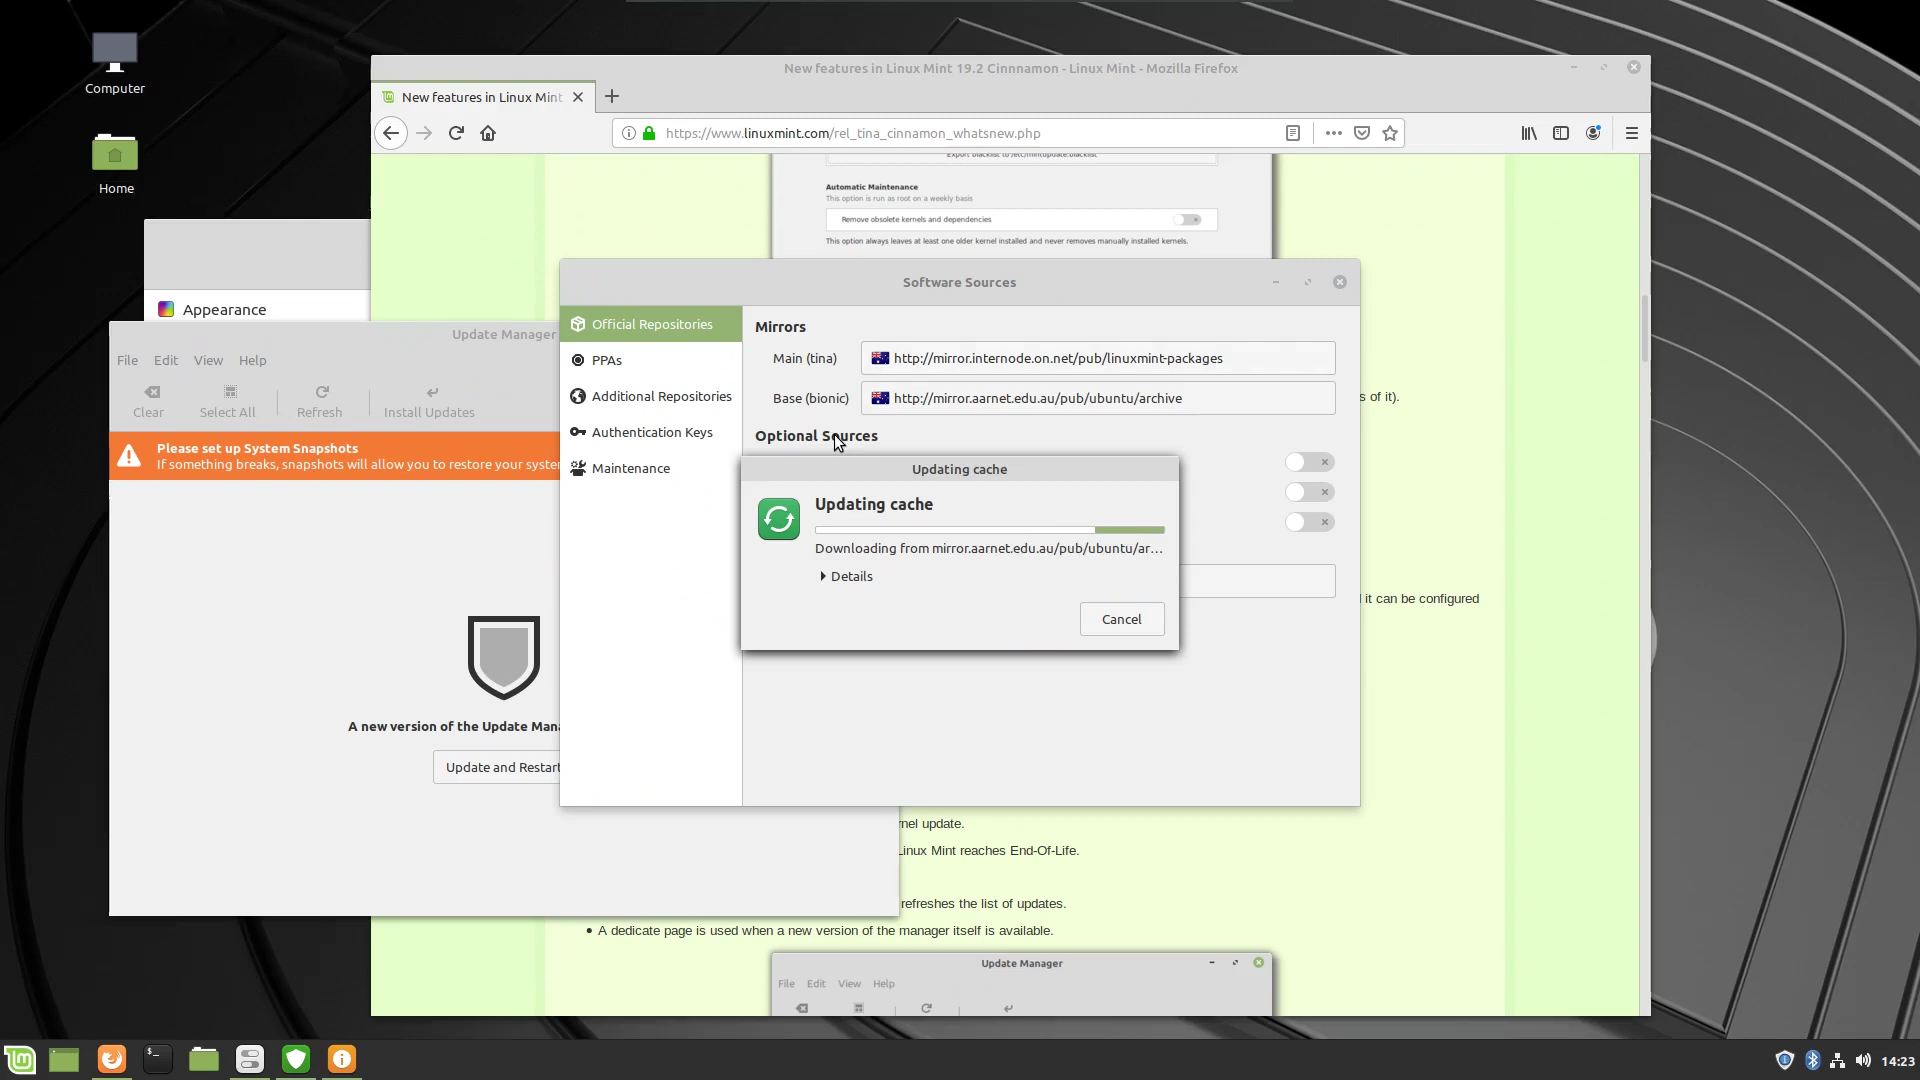 Computer
Home
New features in Linux Mint 19.2 Cinnnamon - Linux Mint - Mozilla Firefox
New features in Linux Mint
https://www.linuxmint.com/rel_tina_cinnamon_whatsnew.php
Export blacklist to /etc/mintupdate.blacklist
Automatic Maintenance
This option is run as root on a weekly basis
Remove obsolete kernels and dependencies
This option always leaves at least one older kernel installed and never removes manually installed kernels.
Appearance
Update Manager
File Edit View Help
Clear Select All Refresh Install Updates
Please set up System Snapshots
If something breaks, snapshots will allow you to restore your syste
A new version of the Update Mana
Update and Restart
Software Sources
Official Repositories
PPAs
Additional Repositories
Authentication Keys
Maintenance
Mirrors
Main (tina) http://mirror.internode.on.net/pub/linuxmint-packages
Base (bionic) http://mirror.aarnet.edu.au/pub/ubuntu/archive
Optional Sources
Updating cache
Updating cache
Downloading from mirror.aarnet.edu.au/pub/ubuntu/ar...
Details
Cancel
s of it).
it can be configured
rnel update.
Linux Mint reaches End-Of-Life.
refreshes the list of updates.
• A dedicate page is used when a new version of the manager itself is available.
Update Manager
File Edit View Help
14:23